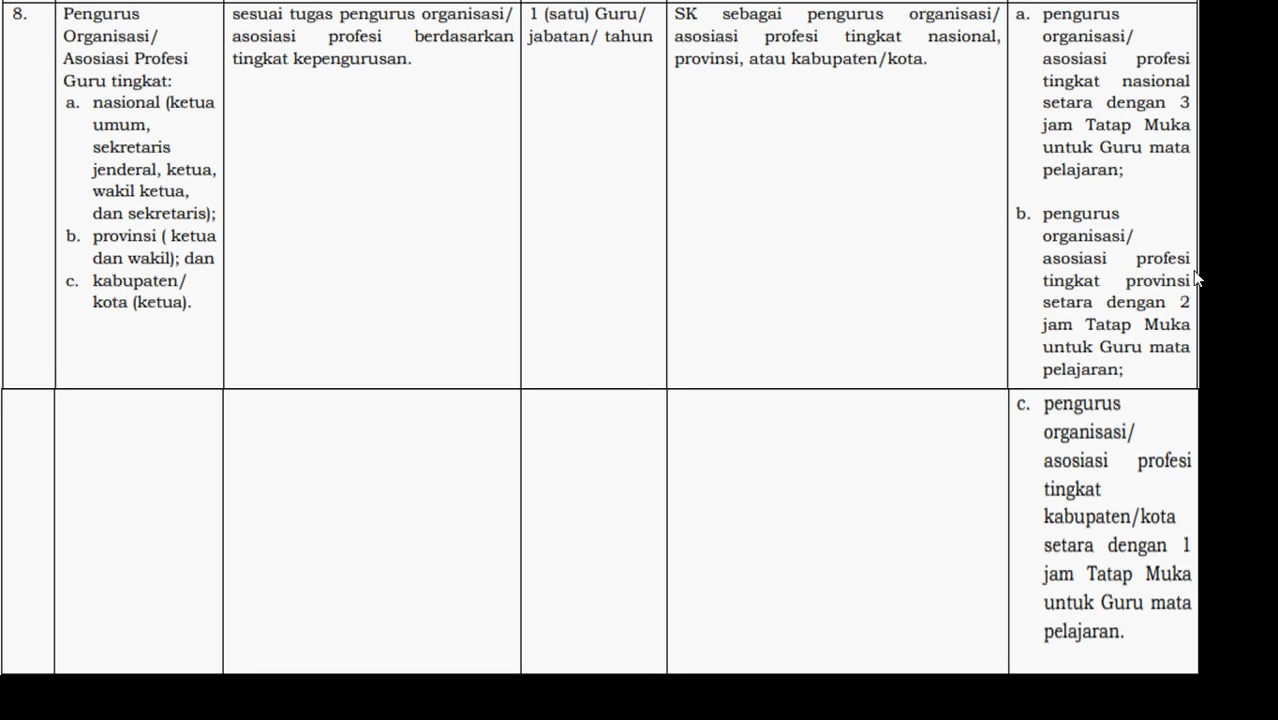 8.
Pengurus
Organisasi/
Asosiasi Profesi
Guru tingkat:
a. nasional (ketua
umum,
sekretaris
jenderal, ketua,
wakil ketua,
dan sekretaris);
b. provinsi ( ketua
dan wakil); dan
c. kabupaten/
kota (ketua).
sesuai tugas pengurus organisasi/
asosiasi profesi berdasarkan
tingkat kepengurusan.
1 (satu) Guru/
jabatan/ tahun
SK sebagai pengurus organisasi/
asosiasi profesi tingkat nasional,
provinsi, atau kabupaten/kota.
a. pengurus
organisasi/
asosiasi profesi
tingkat nasional
setara dengan 3
jam Tatap Muka
untuk Guru mata
pelajaran;
b. pengurus
organisasi/
asosiasi profesi
tingkat provinsi
setara dengan 2
jam Tatap Muka
untuk Guru mata
pelajaran;
c. pengurus
organisasi/
asosiasi profesi
tingkat
kabupaten/kota
setara dengan 1
jam Tatap Muka
untuk Guru mata
pelajaran.